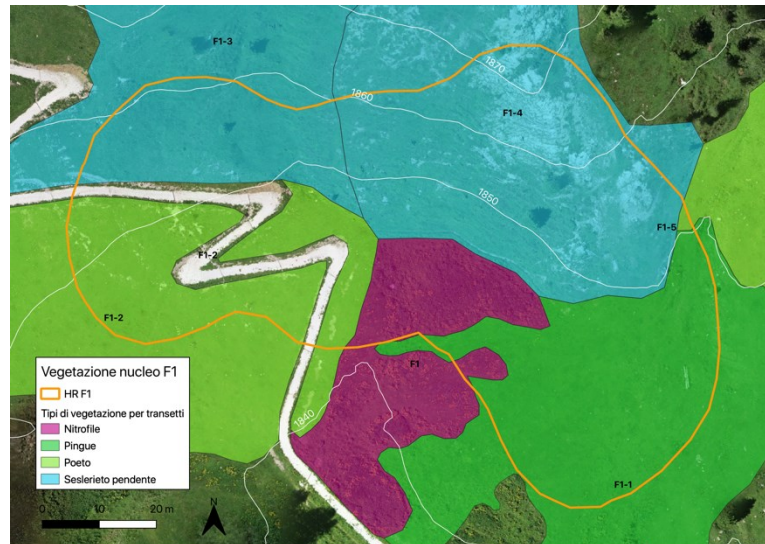 F1-3
1870
1860
F1-4
1850
F1-5
F1-2
F1-2
F1
1840
F1-1
Vegetazione nucleo F1
HR F1
Tipi di vegetazione per transetti
Nitrofile
Pingue
Poeto
Seslerieto pendente
N
0 10 20 m